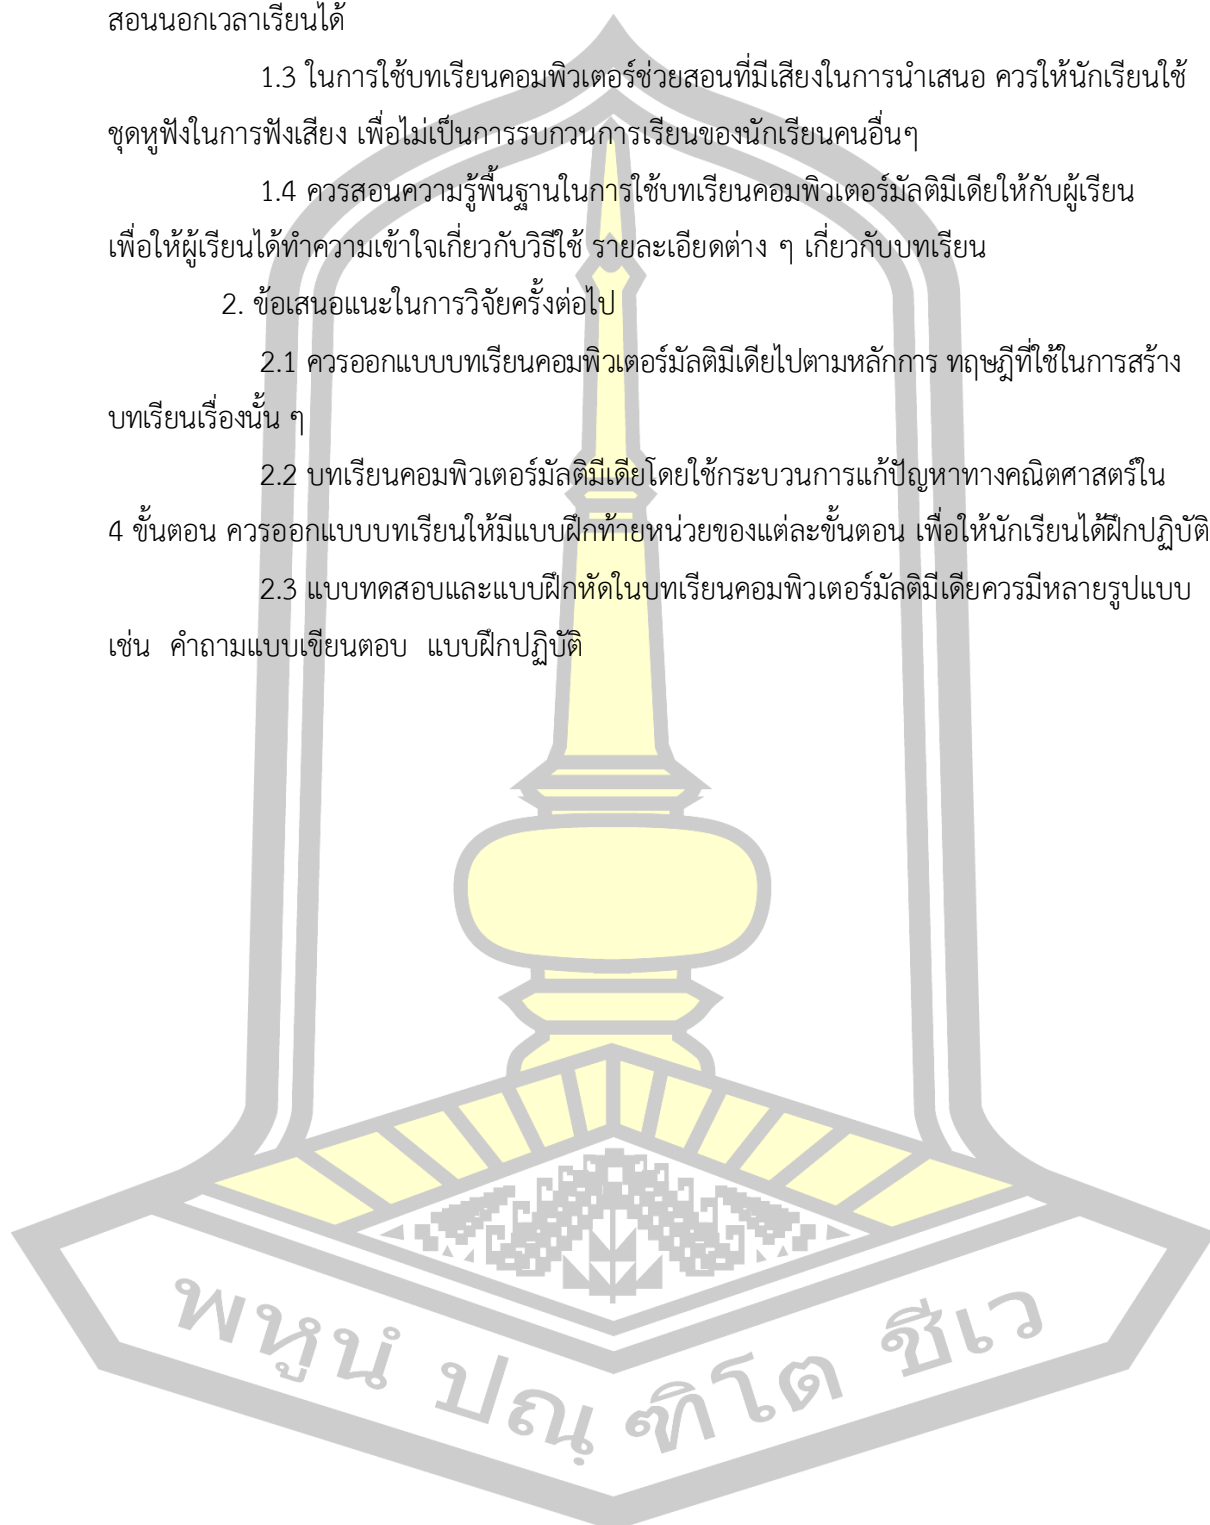 สอนนอกเวลาเรียนได้
1.3 ในการใช้บทเรียนคอมพิวเตอร์ช่วยสอนที่มีเสียงในการนำเสนอ ควรให้นักเรียนใช้
ชุดหูฟังในการฟังเสียง เพื่อไม่เป็นการรบกวนการเรียนของนักเรียนคนอื่นๆ
1.4 ควรสอนความรู้พื้นฐานในการใช้บทเรียนคอมพิวเตอร์มัลติมีเดียให้กับผู้เรียน
เพื่อให้ผู้เรียนได้ทำความเข้าใจเกี่ยวกับวิธีใช้ รายละเอียดต่าง ๆ เกี่ยวกับบทเรียน
2. ข้อเสนอแนะในการวิจัยครั้งต่อไป
2.1 ควรออกแบบบทเรียนคอมพิวเตอร์มัลติมีเดียไปตามหลักการ ทฤษฎีที่ใช้ในการสร้าง
บทเรียนเรื่องนั้น ๆ
2.2 บทเรียนคอมพิวเตอร์มัลติมีเดียโดยใช้กระบวนการแก้ปัญหาทางคณิตศาสตร์ใน
4 ขั้นตอน ควรออกแบบบทเรียนให้มีแบบฝึกท้ายหน่วยของแต่ละขั้นตอน เพื่อให้นักเรียนได้ฝึกปฏิบัติ
2.3 แบบทดสอบและแบบฝึกหัดในบทเรียนคอมพิวเตอร์มัลติมีเดียควรมีหลายรูปแบบ
เช่น คำถามแบบเขียนตอบ แบบฝึกปฏิบัติ
พหูนํ ปณฺฑิโต ชีเว